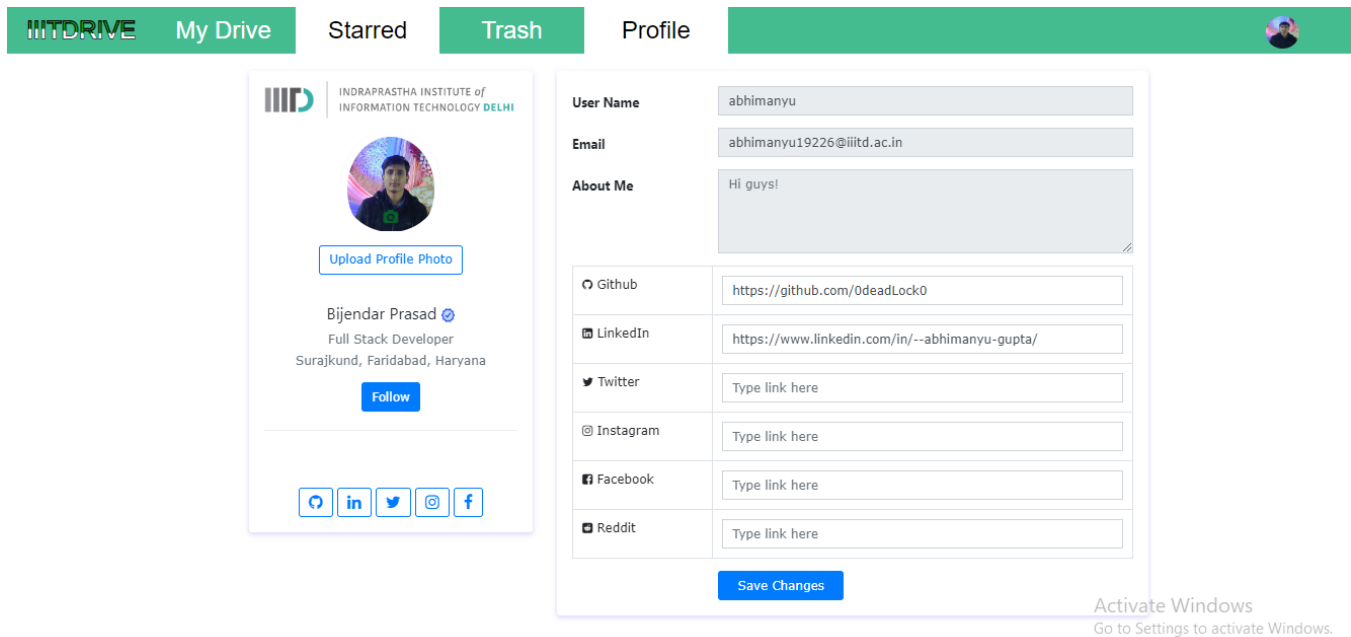 IIITDRIVE My Drive Starred Trash Profile
INDRAPRASTHA INSTITUTE of
INFORMATION TECHNOLOGY DELHI
Upload Profile Photo
Bijendar Prasad
Full Stack Developer
Surajkund, Faridabad, Haryana
Follow
User Name abhimanyu
Email abhimanyu19226@iiitd.ac.in
About Me Hi guys!
Github https://github.com/0deadLock0
LinkedIn https://www.linkedin.com/in/--abhimanyu-gupta/
Twitter Type link here
Instagram Type link here
Facebook Type link here
Reddit Type link here
Save Changes
Activate Windows
Go to Settings to activate Windows.